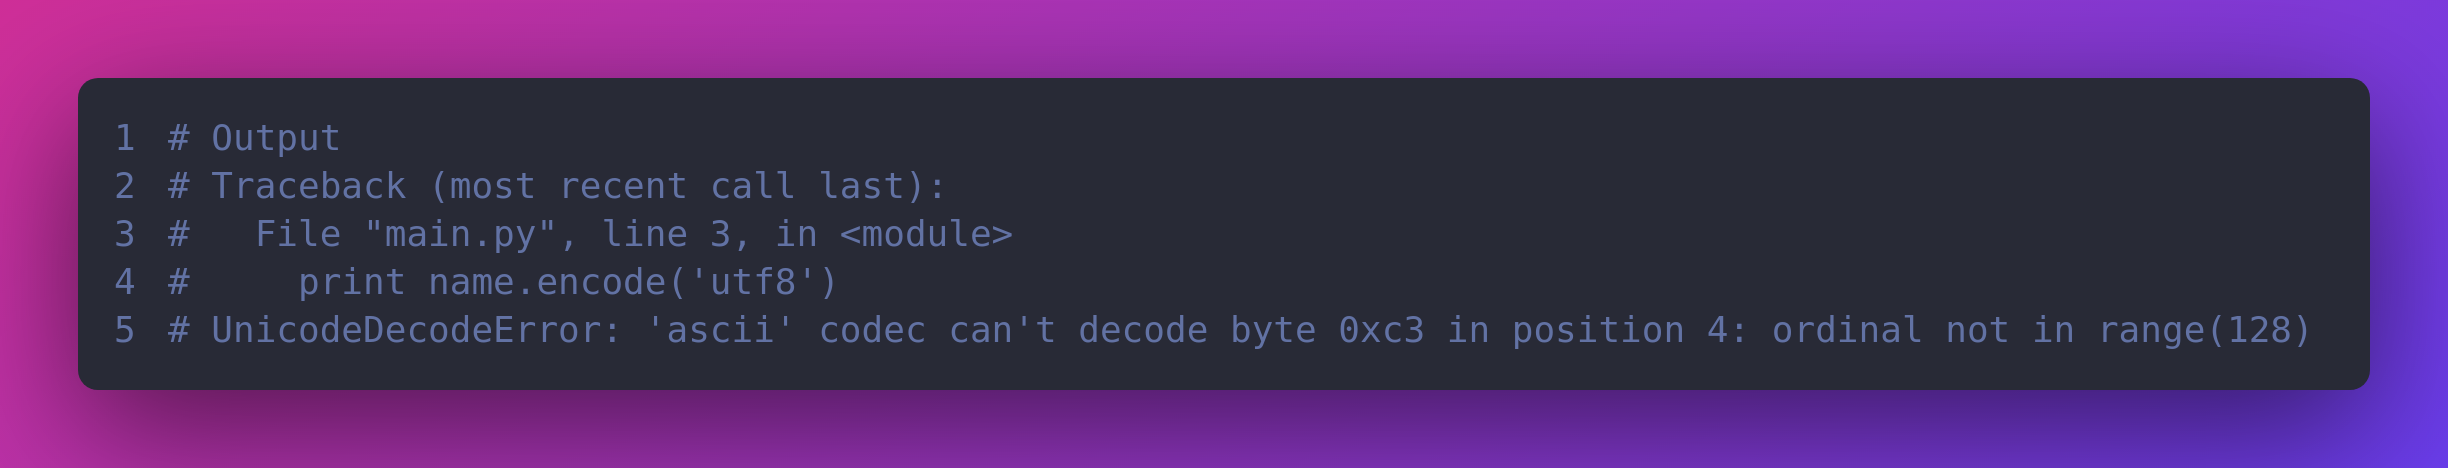 1 # Output
2 # Traceback (most recent call last):
3 #   File "main.py", line 3, in <module>
4 #     print name.encode('utf8')
5 # UnicodeDecodeError: 'ascii' codec can't decode byte 0xc3 in position 4: ordinal not in range(128)